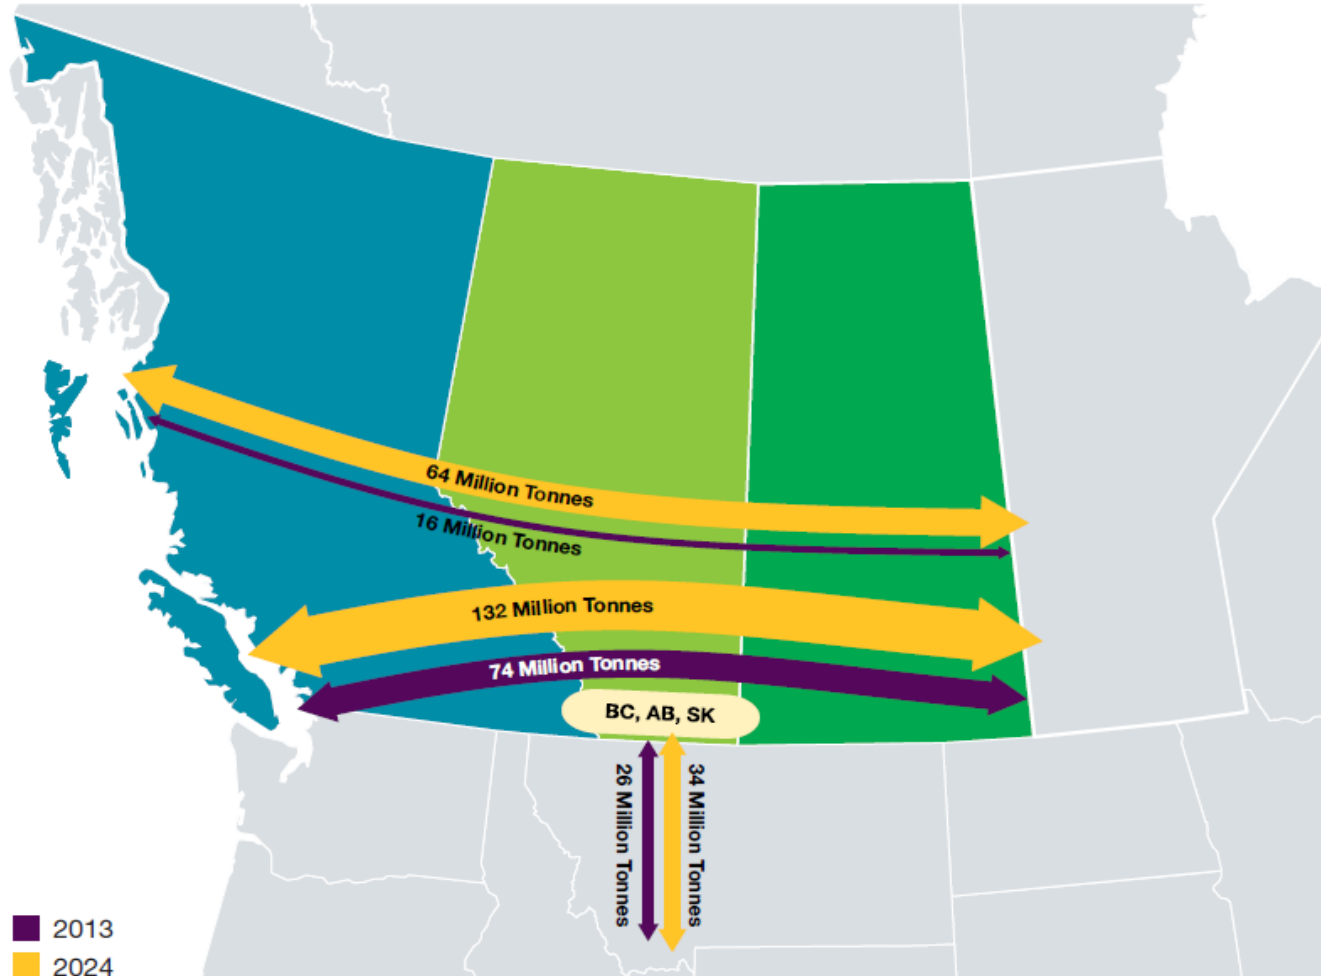 64 Million Tonnes
16 Million Tonnes
132 Million Tonnes
74 Million Tonnes
BC, AB, SK
26 Million Tonnes
34 Million Tonnes
2013
2024